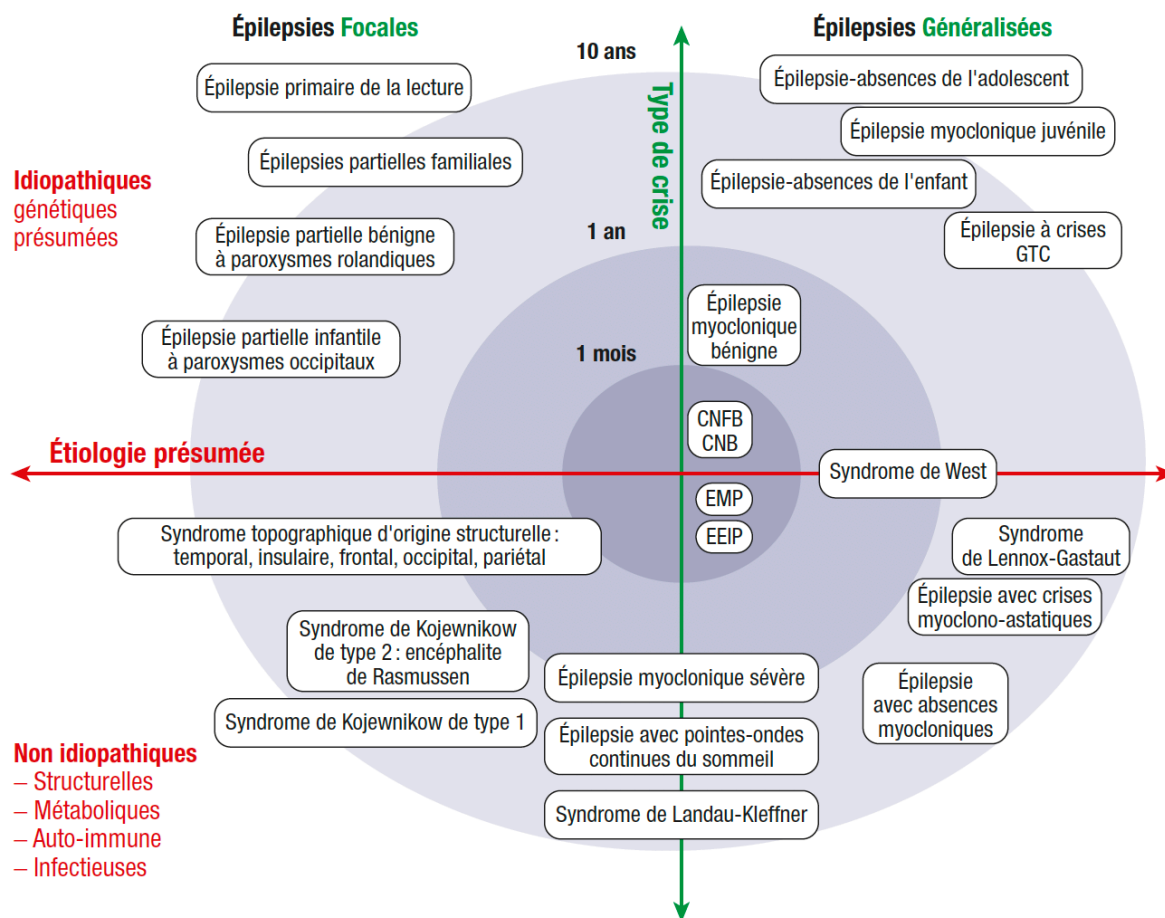 Épilepsies Focales
Épilepsies Généralisées
10 ans
Type de crise
Épilepsie primaire de la lecture
Épilepsie-absences de l'adolescent
Épilepsie myoclonique juvénile
Épilepsies partielles familiales
Épilepsie-absences de l'enfant
Idiopathiques
génétiques
présumées
Épilepsie partielle bénigne
à paroxysmes rolandiques
1 an
Épilepsie à crises
GTC
Épilepsie
myoclonique
bénigne
Épilepsie partielle infantile
à paroxysmes occipitaux
1 mois
CNFB
CNB
Étiologie présumée
Syndrome de West
EMP
EEIP
Syndrome topographique d'origine structurelle :
temporal, insulaire, frontal, occipital, pariétal
Syndrome
de Lennox-Gastaut
Épilepsie avec crises
myoclono-astatiques
Syndrome de Kojewnikow
de type 2 : encéphalite
de Rasmussen
Épilepsie myoclonique sévère
Épilepsie
avec absences
myocloniques
Syndrome de Kojewnikow de type 1
Épilepsie avec pointes-ondes
continues du sommeil
Syndrome de Landau-Kleffner
Non idiopathiques
– Structurelles
– Métaboliques
– Auto-immune
– Infectieuses